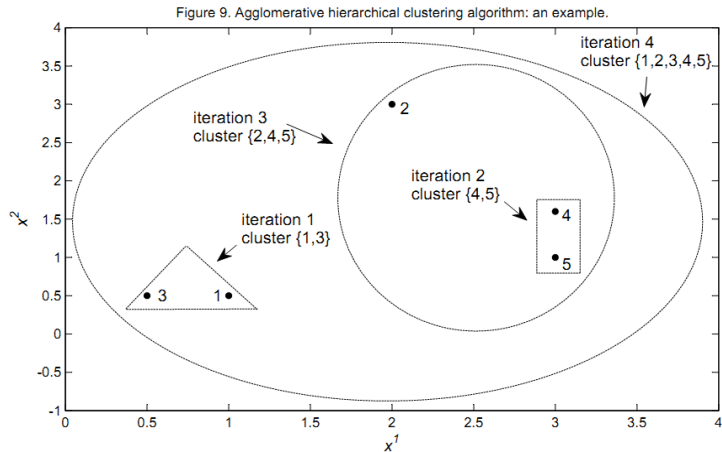 Figure 9. Agglomerative hierarchical clustering algorithm: an example.
4
3.5
3
2.5
2
1.5
1
0.5
0
-0.5
-1
x²
iteration 4
cluster {1,2,3,4,5}
iteration 3
cluster {2,4,5}
2
iteration 2
cluster {4,5}
4
5
iteration 1
cluster {1,3}
3
1
0
0.5
1
1.5
2
2.5
3
3.5
4
x¹